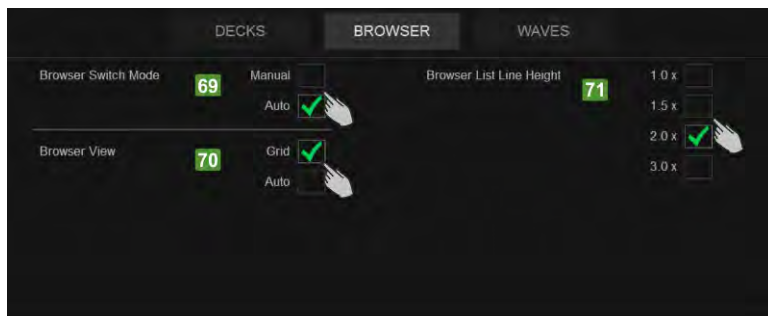 DECKS BROWSER WAVES
Browser Switch Mode 69 Manual
Auto
Browser View 70 Grid
Auto
Browser List Line Height 71 1.0 x
1.5 x
2.0 x
3.0 x